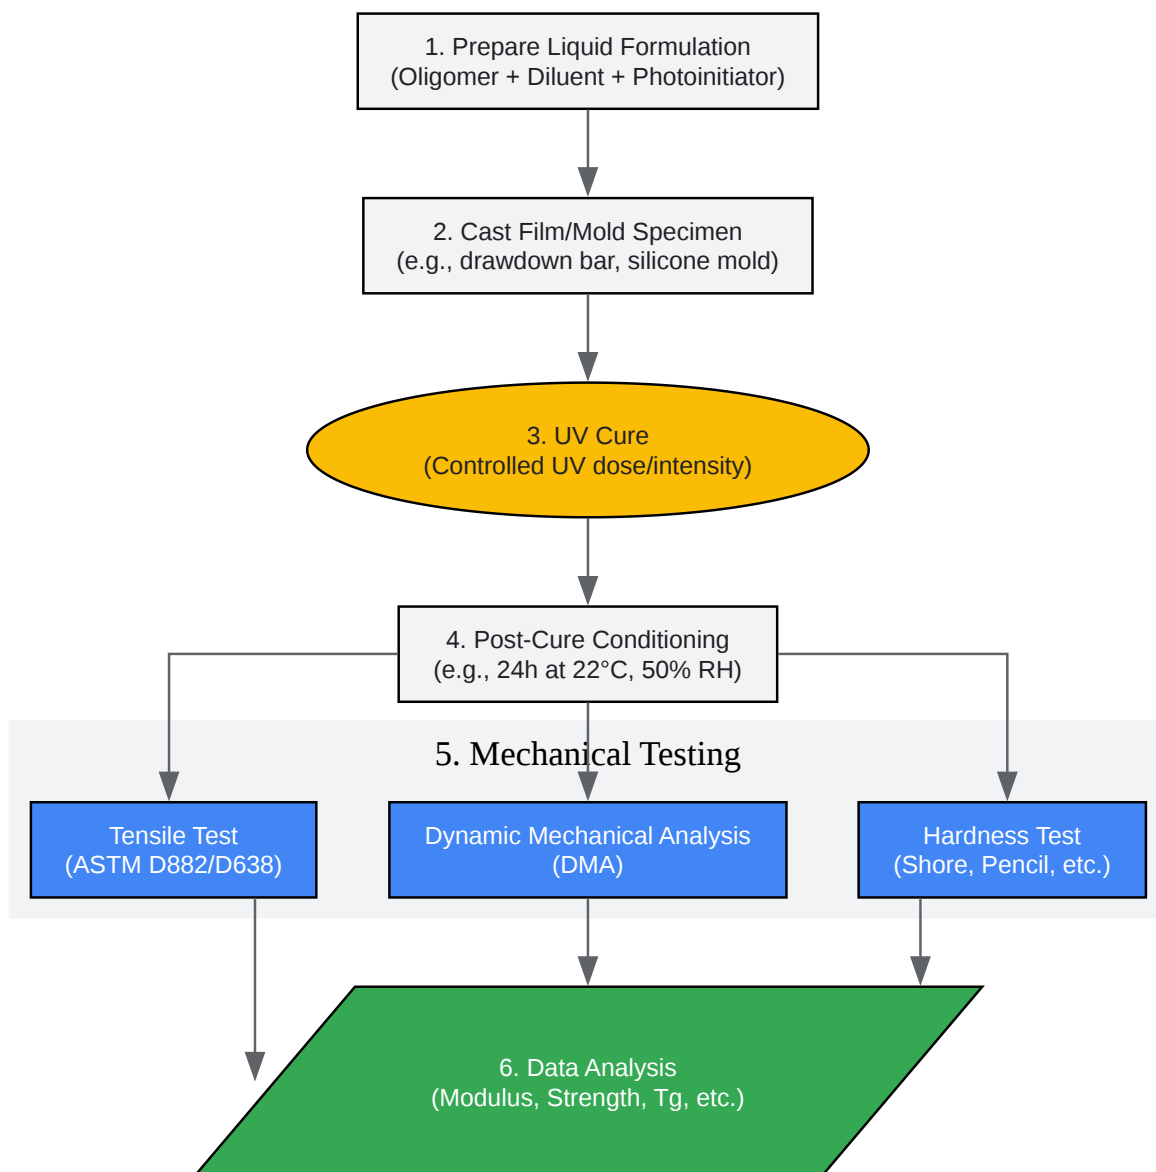 1. Prepare Liquid Formulation
(Oligomer + Diluent + Photoinitiator)
2. Cast Film/Mold Specimen
(e.g., drawdown bar, silicone mold)
3. UV Cure
(Controlled UV dose/intensity)
4. Post-Cure Conditioning
(e.g., 24h at 22°C, 50% RH)
5. Mechanical Testing
Tensile Test
(ASTM D882/D638)
Dynamic Mechanical Analysis
(DMA)
Hardness Test
(Shore, Pencil, etc.)
6. Data Analysis
(Modulus, Strength, Tg, etc.)